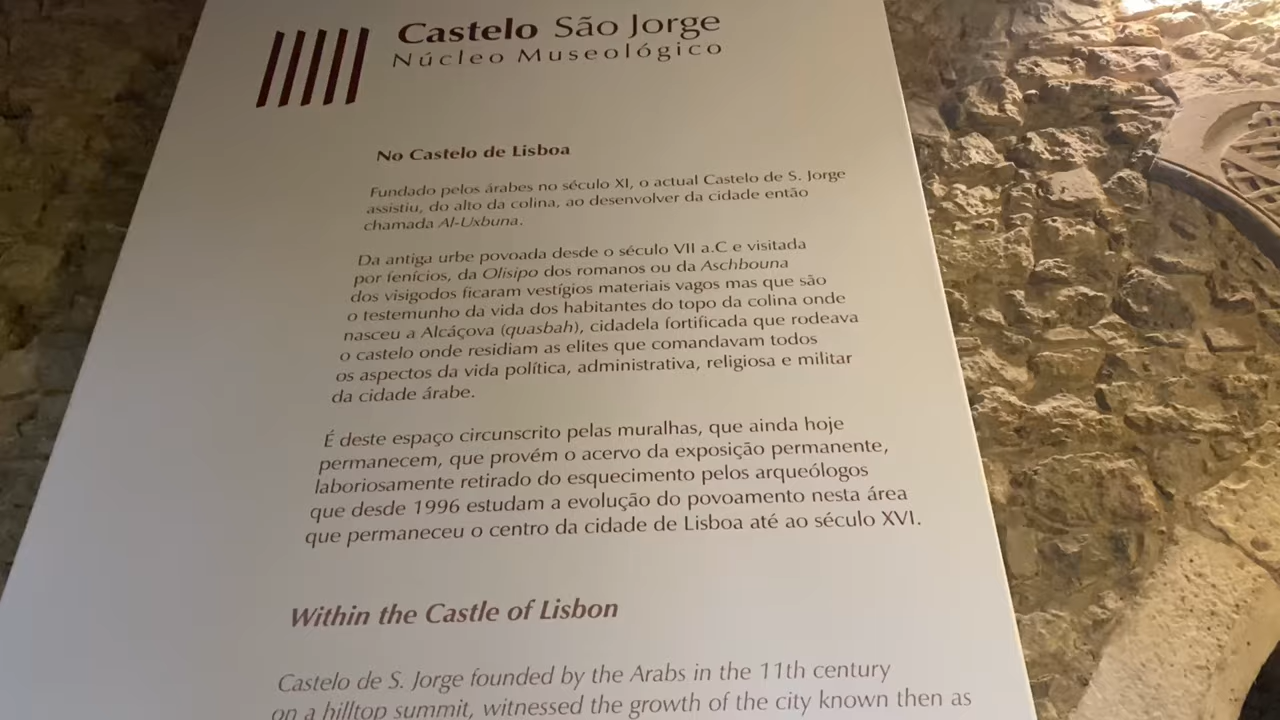 Castelo São Jorge
Núcleo Museológico
No Castelo de Lisboa
Fundado pelos árabes no século XI, o actual Castelo de S. Jorge
assistiu, do alto da colina, ao desenvolver da cidade então
chamada Al-Uxbuna.
Da antiga urbe povoada desde o século VII a.C e visitada
por fenícios, da Olisipo dos romanos ou da Aschbouna
dos visigodos ficaram vestígios materiais vagos mas que são
o testemunho da vida dos habitantes do topo da colina onde
nasceu a Alcáçova (quasbah), cidadela fortificada que rodeava
o castelo onde residiam as elites que comandavam todos
os aspectos da vida política, administrativa, religiosa e militar
da cidade árabe.
É deste espaço circunscrito pelas muralhas, que ainda hoje
permanecem, que provém o acervo da exposição permanente,
laboriosamente retirado do esquecimento pelos arqueólogos
que desde 1996 estudam a evolução do povoamento nesta área
que permaneceu o centro da cidade de Lisboa até ao século XVI.
Within the Castle of Lisbon
Castelo de S. Jorge founded by the Arabs in the 11th century
on a hilltop summit, witnessed the growth of the city known then as